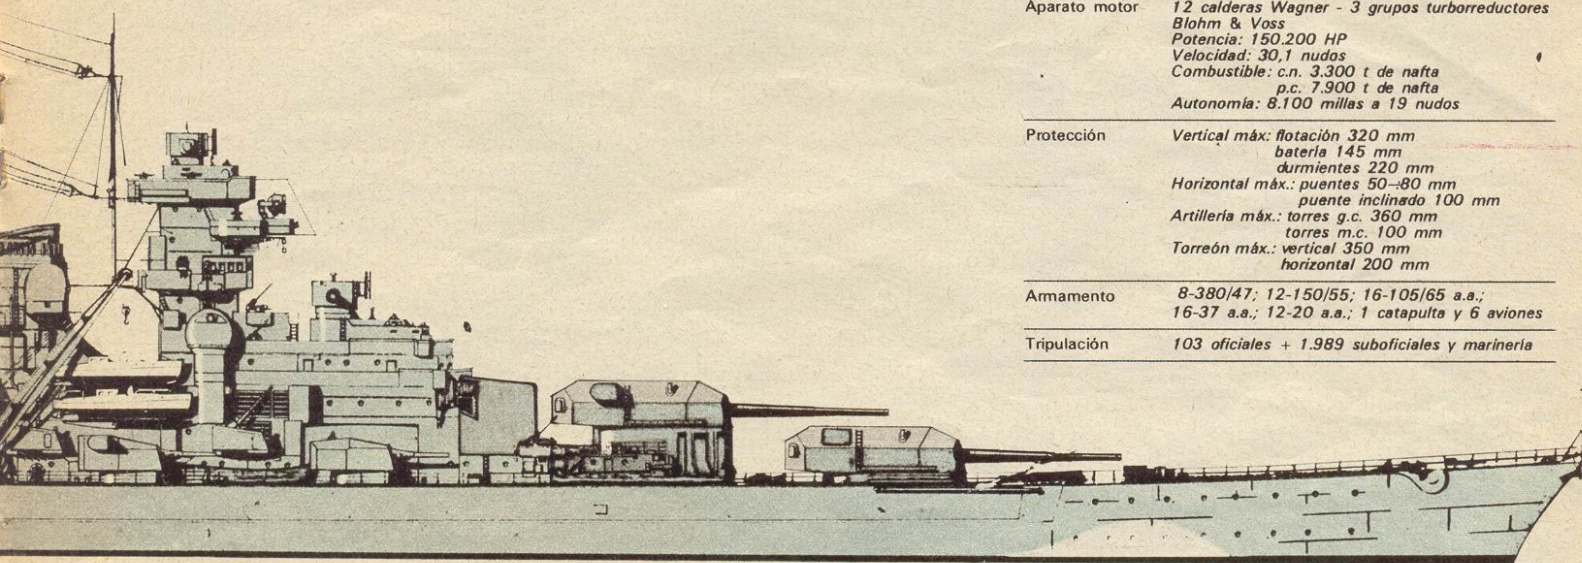 Aparato motor 12 calderas Wagner - 3 grupos turborreductores
Blohm & Voss
Potencia: 150.200 HP
Velocidad: 30,1 nudos
Combustible: c.n. 3.300 t de nafta
p.c. 7.900 t de nafta
Autonomía: 8.100 millas a 19 nudos
Protección Vertical máx: flotación 320 mm
batería 145 mm
durmientes 220 mm
Horizontal máx.: puentes 50-÷80 mm
puente inclinado 100 mm
Artillería máx.: torres g.c. 360 mm
torres m.c. 100 mm
Torreón máx.: vertical 350 mm
horizontal 200 mm
Armamento 8-380/47; 12-150/55; 16-105/65 a.a.;
16-37 a.a.; 12-20 a.a.; 1 catapulta y 6 aviones
Tripulación 103 oficiales + 1.989 suboficiales y marinería